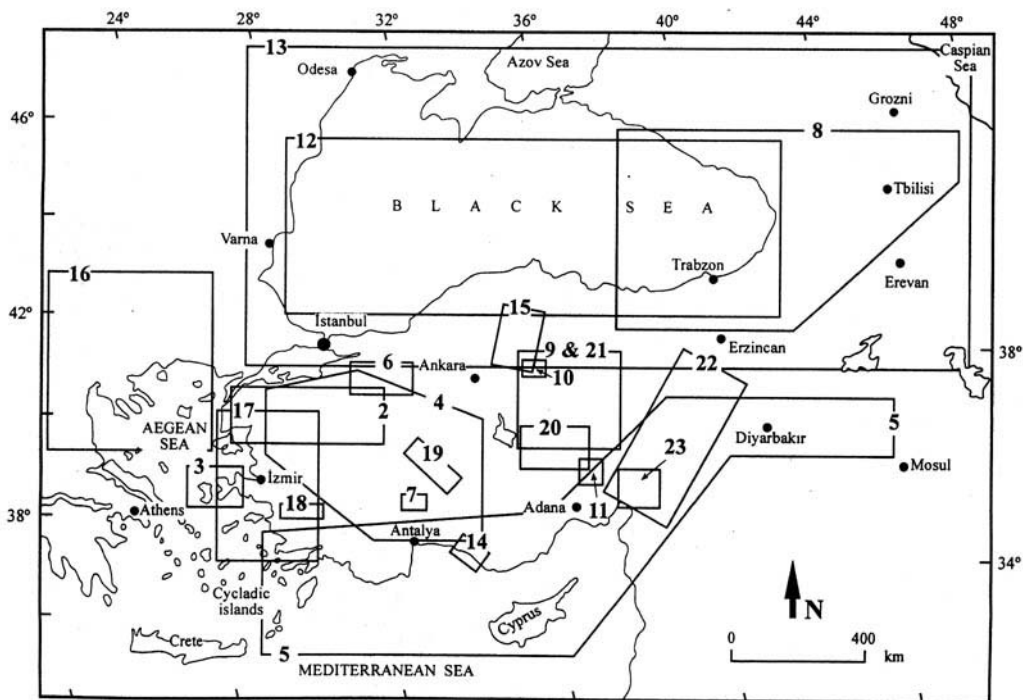 24° 28° 32° 36° 40° 44° 48°
13
Azov Sea
Caspian
Sea
Odesa
Grozni
46°
8
12
BLACK SEA
Tbilisi
Varna
16
Trabzon
Erevan
42°
15
İstanbul
Erzincan
38°
6
Ankara
9 & 21
22
10
4
17
2
5
AEGEAN
SEA
20
Diyarbakır
3
19
23
İzmir
Mosul
7
38°
Athens
18
Adana
11
Antalya
14
34°
Cycladic
islands
Cyprus
N
Crete
0 400
5
MEDITERRANEAN SEA
km